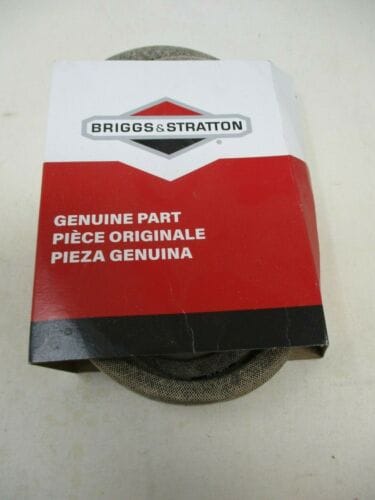 BRIGGS&STRATTON®
GENUINE PART
PIÈCE ORIGINALE
PIEZA GENUINA